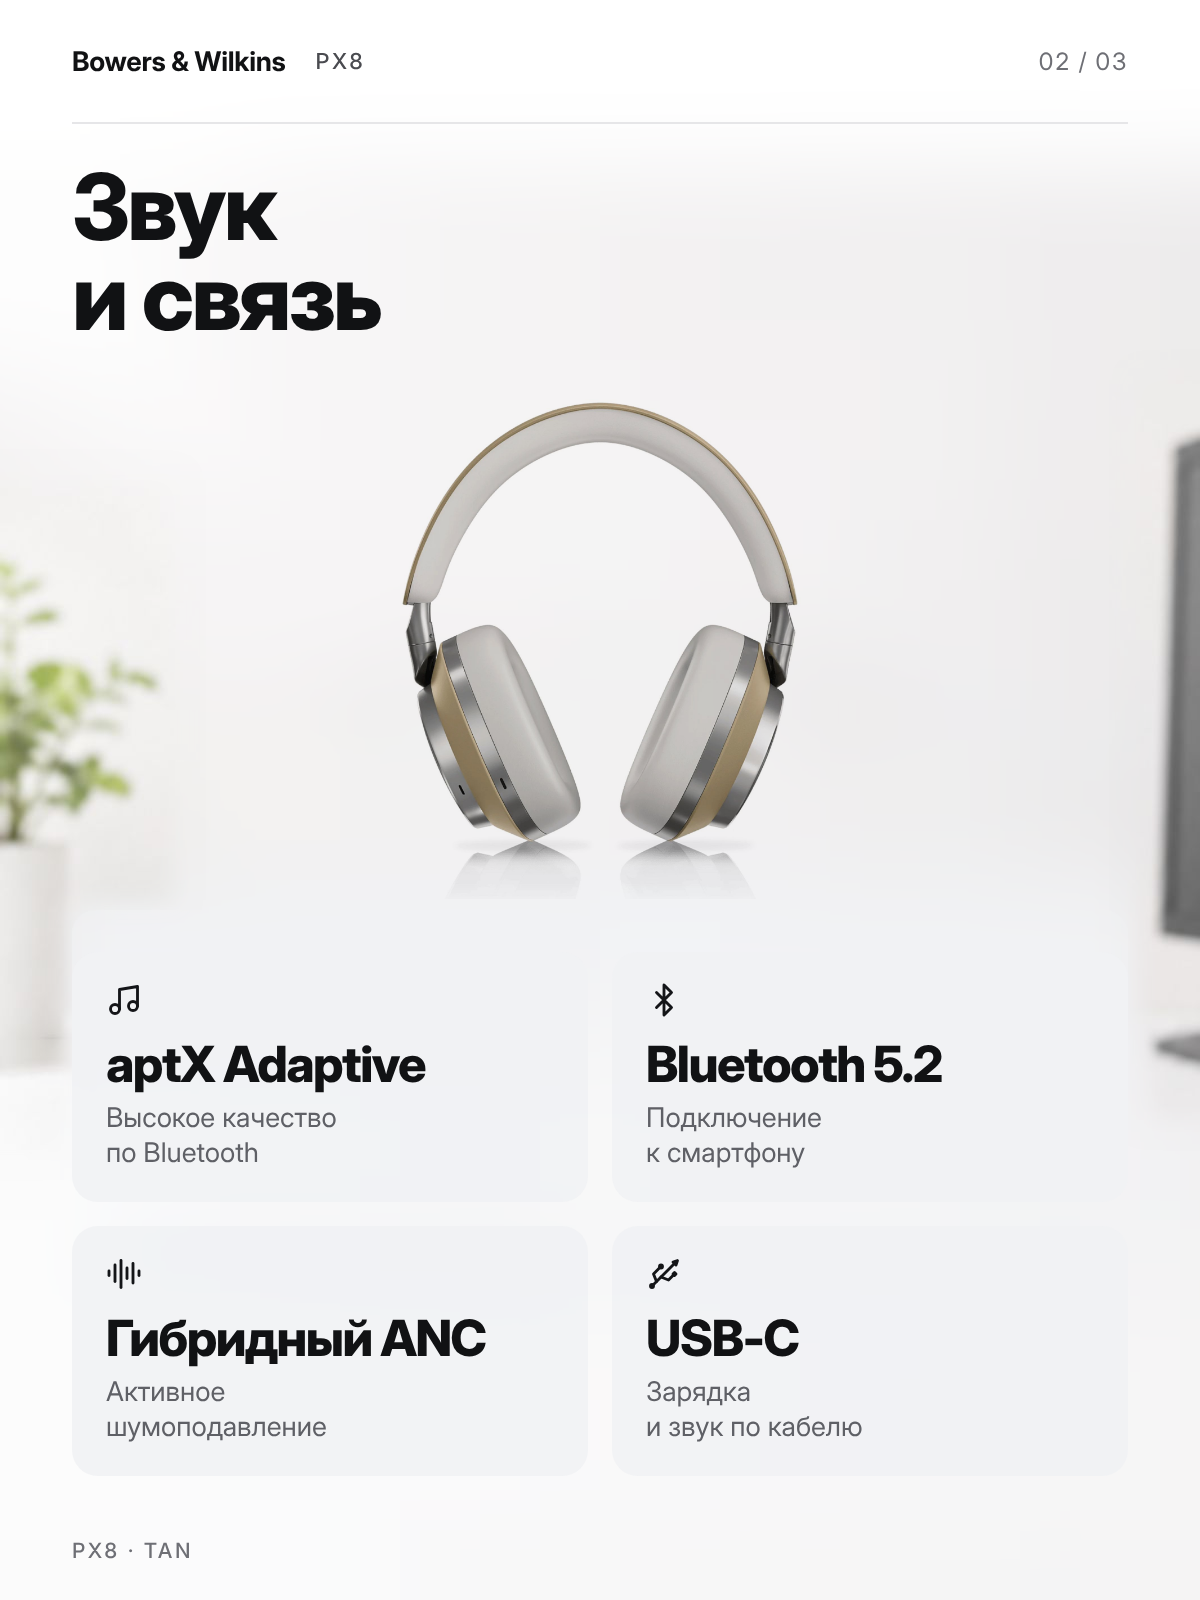 Bowers & Wilkins PX8 02 / 03
Звук
и связь
aptX Adaptive
Высокое качество
по Bluetooth
Bluetooth 5.2
Подключение
к смартфону
Гибридный ANC
Активное
шумоподавление
USB-C
Зарядка
и звук по кабелю
PX8 · TAN